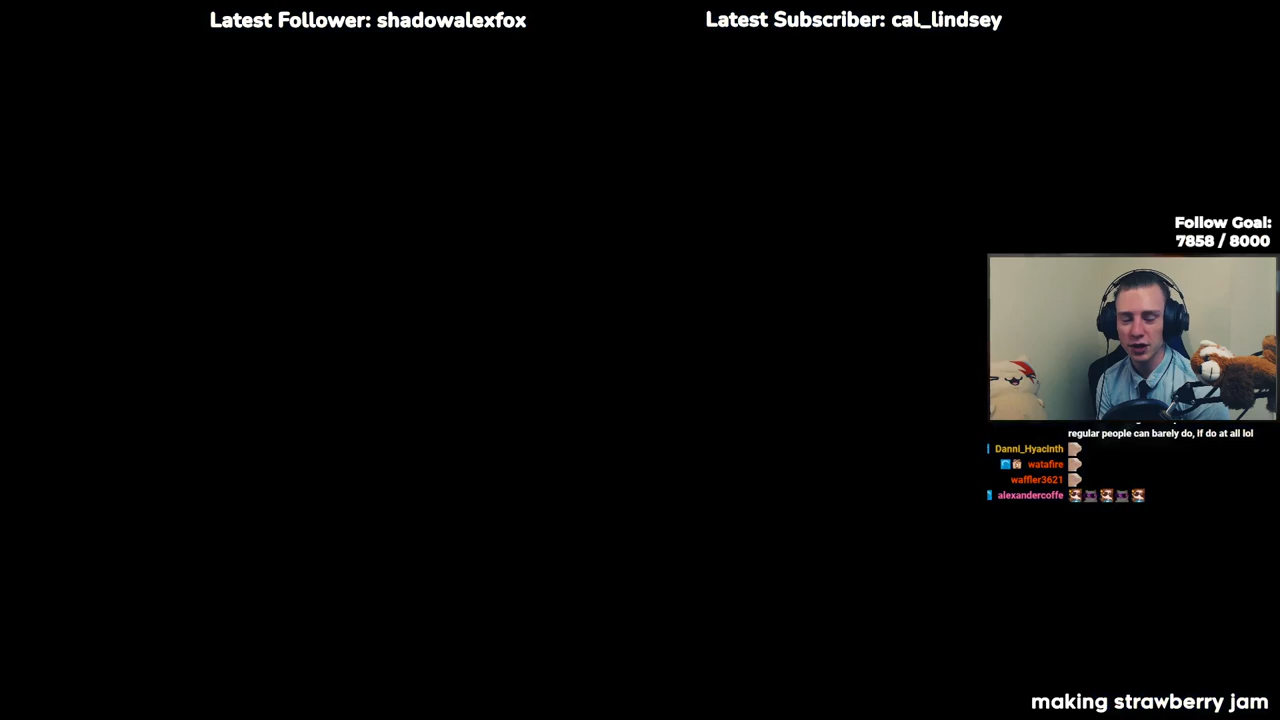 Latest Follower: shadowalexfox
Latest Subscriber: cal_lindsey
Follow Goal:
7858 / 8000
regular people can barely do, if do at all lol
Danni_Hyacinth
watafire
waffler3621
alexandercoffe
making strawberry jam